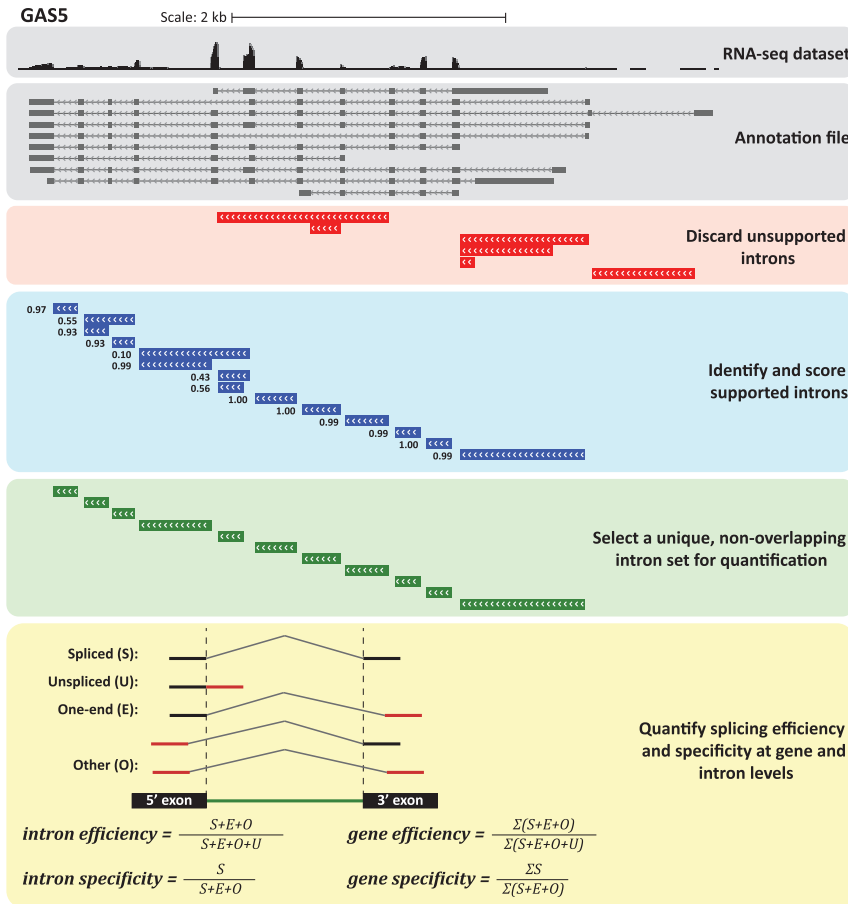 GAS5
Scale: 2 kb
RNA-seq dataset
Annotation file
Discard unsupported
introns
0.97
0.55
0.93
0.93
0.10
0.99
0.43
0.56
1.00
1.00
0.99
0.99
1.00
0.99
Identify and score
supported introns
Select a unique, non-overlapping
intron set for quantification
Spliced (S):
Unspliced (U):
One-end (E):
Other (O):
5' exon
3' exon
Quantify splicing efficiency
and specificity at gene and
intron levels
intron efficiency = S+E+O / S+E+O+U
gene efficiency = Σ(S+E+O) / Σ(S+E+O+U)
intron specificity = S / S+E+O
gene specificity = ΣS / Σ(S+E+O)